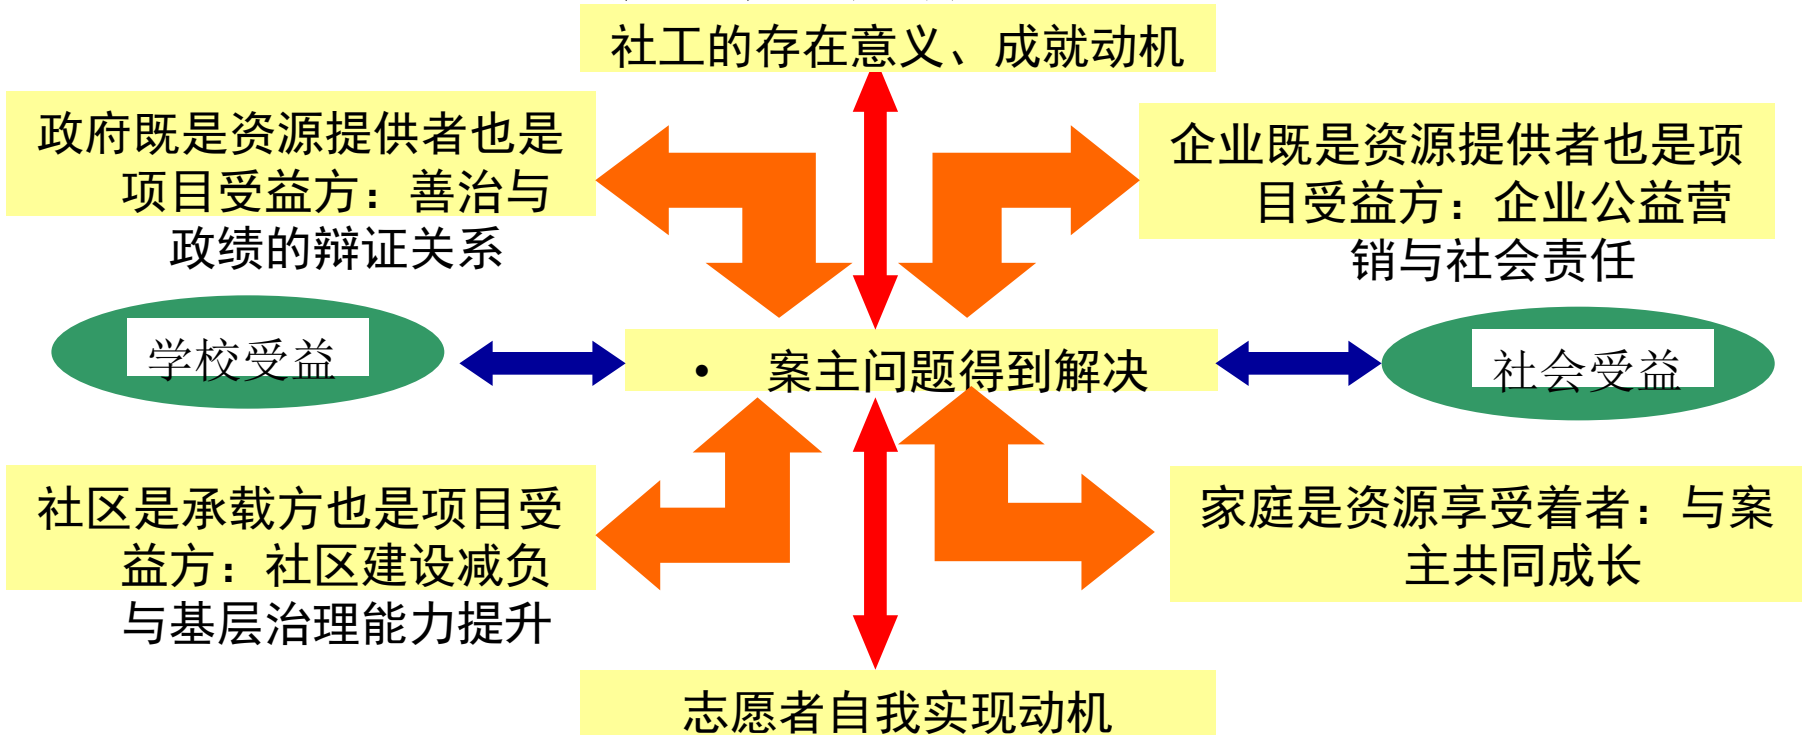 社工的存在意义、成就动机
政府既是资源提供者也是
项目受益方：善治与
政绩的辩证关系
企业既是资源提供者也是项
目受益方：企业公益营
销与社会责任
学校受益
• 案主问题得到解决
社会受益
社区是承载方也是项目受
益方：社区建设减负
与基层治理能力提升
家庭是资源享受着者：与案
主共同成长
志愿者自我实现动机